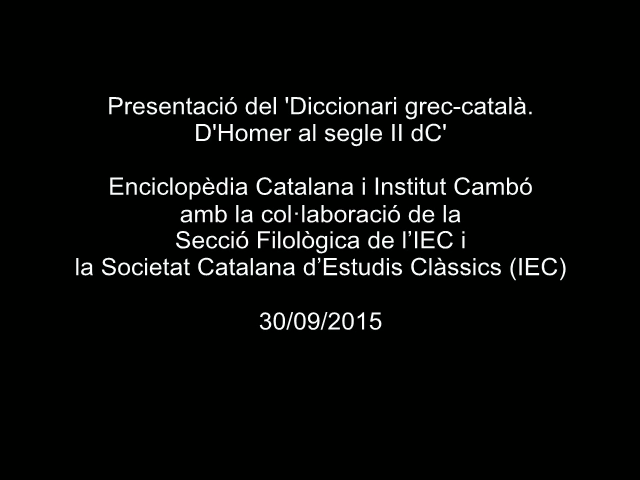 Presentació del 'Diccionari grec-català.
D'Homer al segle II dC'
Enciclopèdia Catalana i Institut Cambó
amb la col·laboració de la
Secció Filològica de l’IEC i
la Societat Catalana d’Estudis Clàssics (IEC)
30/09/2015